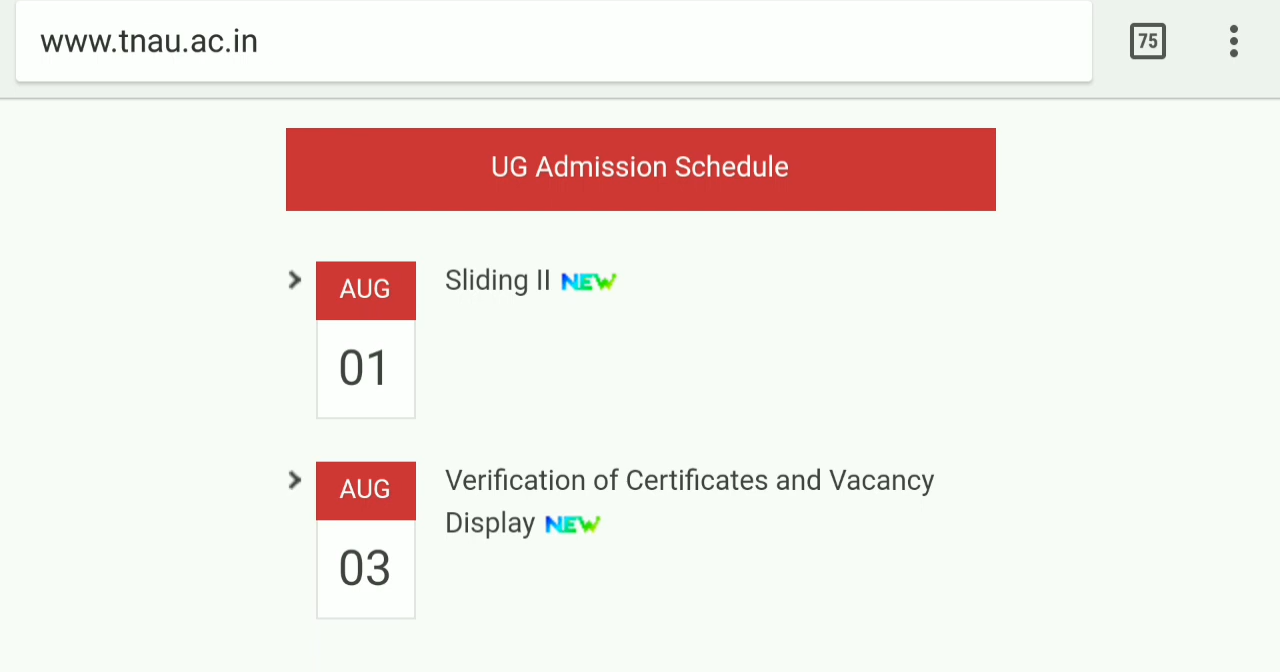 www.tnau.ac.in
75
UG Admission Schedule
AUG
01
Sliding II NEW
AUG
03
Verification of Certificates and Vacancy
Display NEW